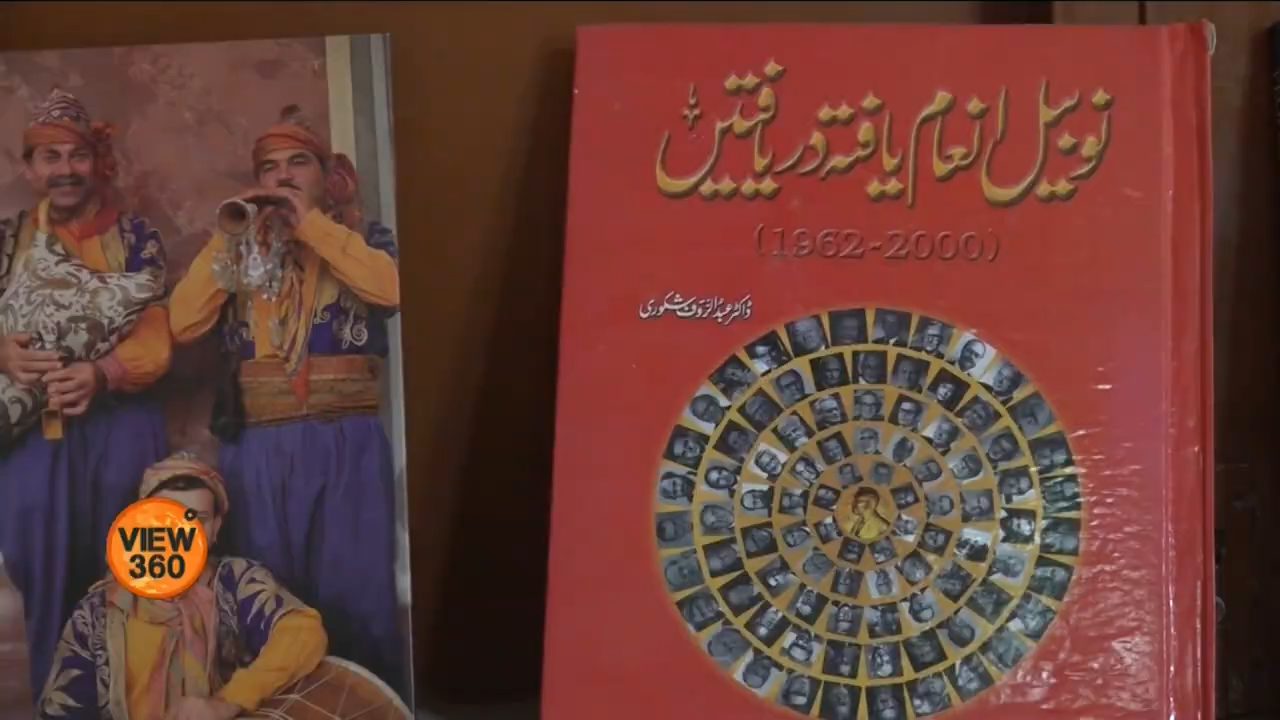 نوبیل انعام یافتہ دریافتیں
(1962-2000)
ڈاکٹر عبدالرؤف شکوری
VIEW°
360